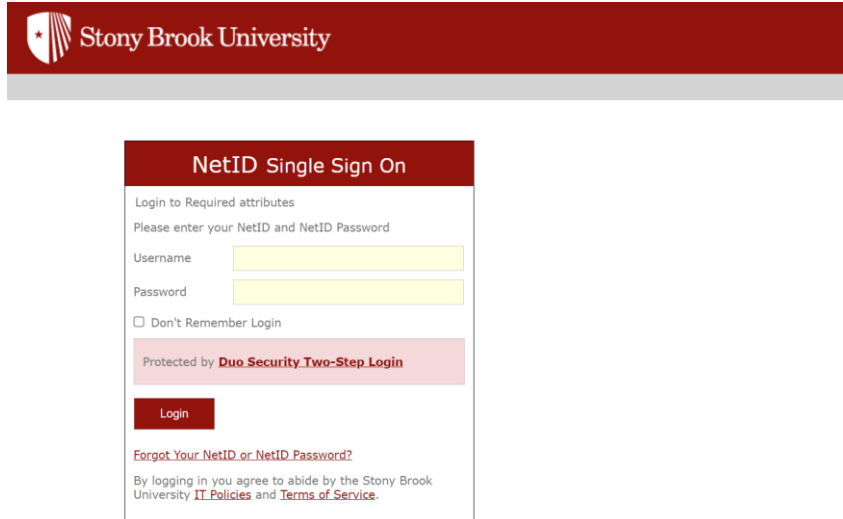 Stony Brook University
NetID Single Sign On
Login to Required attributes
Please enter your NetID and NetID Password
Username
Password
Don't Remember Login
Protected by Duo Security Two-Step Login
Login
Forgot Your NetID or NetID Password?
By logging in you agree to abide by the Stony Brook
University IT Policies and Terms of Service.